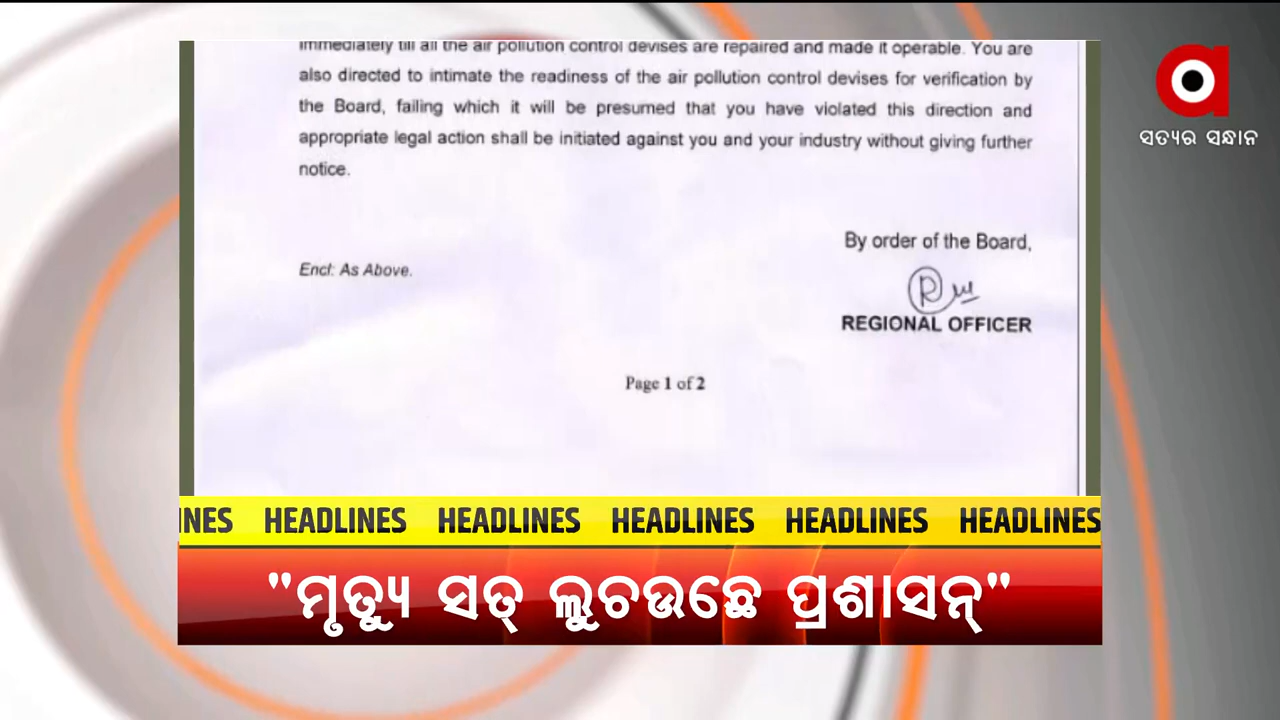 immediately till all the air pollution control devises are repaired and made it operable. You are
also directed to intimate the readiness of the air pollution control devises for verification by
the Board, failing which it will be presumed that you have violated this direction and
appropriate legal action shall be initiated against you and your industry without giving further
notice.
By order of the Board,
Encl: As Above.
REGIONAL OFFICER
Page 1 of 2
ସତ୍ୟର ସନ୍ଧାନ
INES HEADLINES HEADLINES HEADLINES HEADLINES HEADLINES
"ମୃତ୍ୟୁ ସତ୍ ଲୁଚଉଛେ ପ୍ରଶାସନ୍"